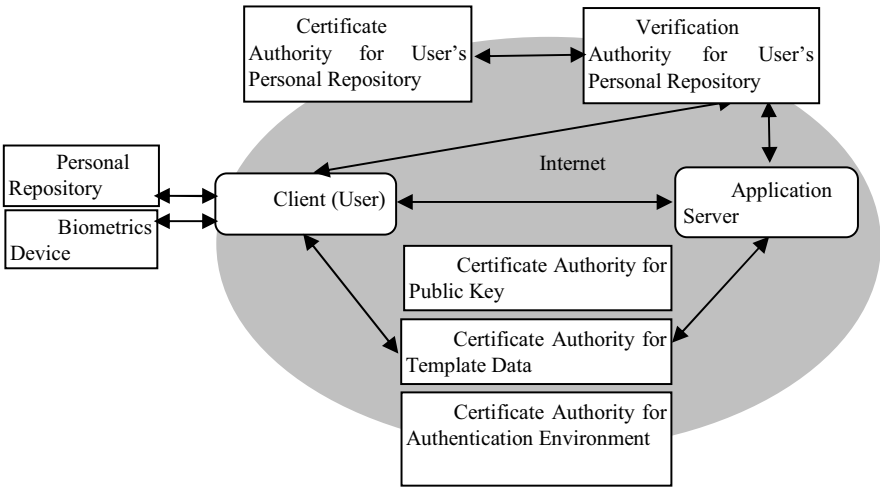 Certificate
Authority for User's
Personal Repository
Verification
Authority for User's
Personal Repository
Internet
Personal
Repository
Client (User)
Application
Server
Biometrics
Device
Certificate Authority for
Public Key
Certificate Authority for
Template Data
Certificate Authority for
Authentication Environment